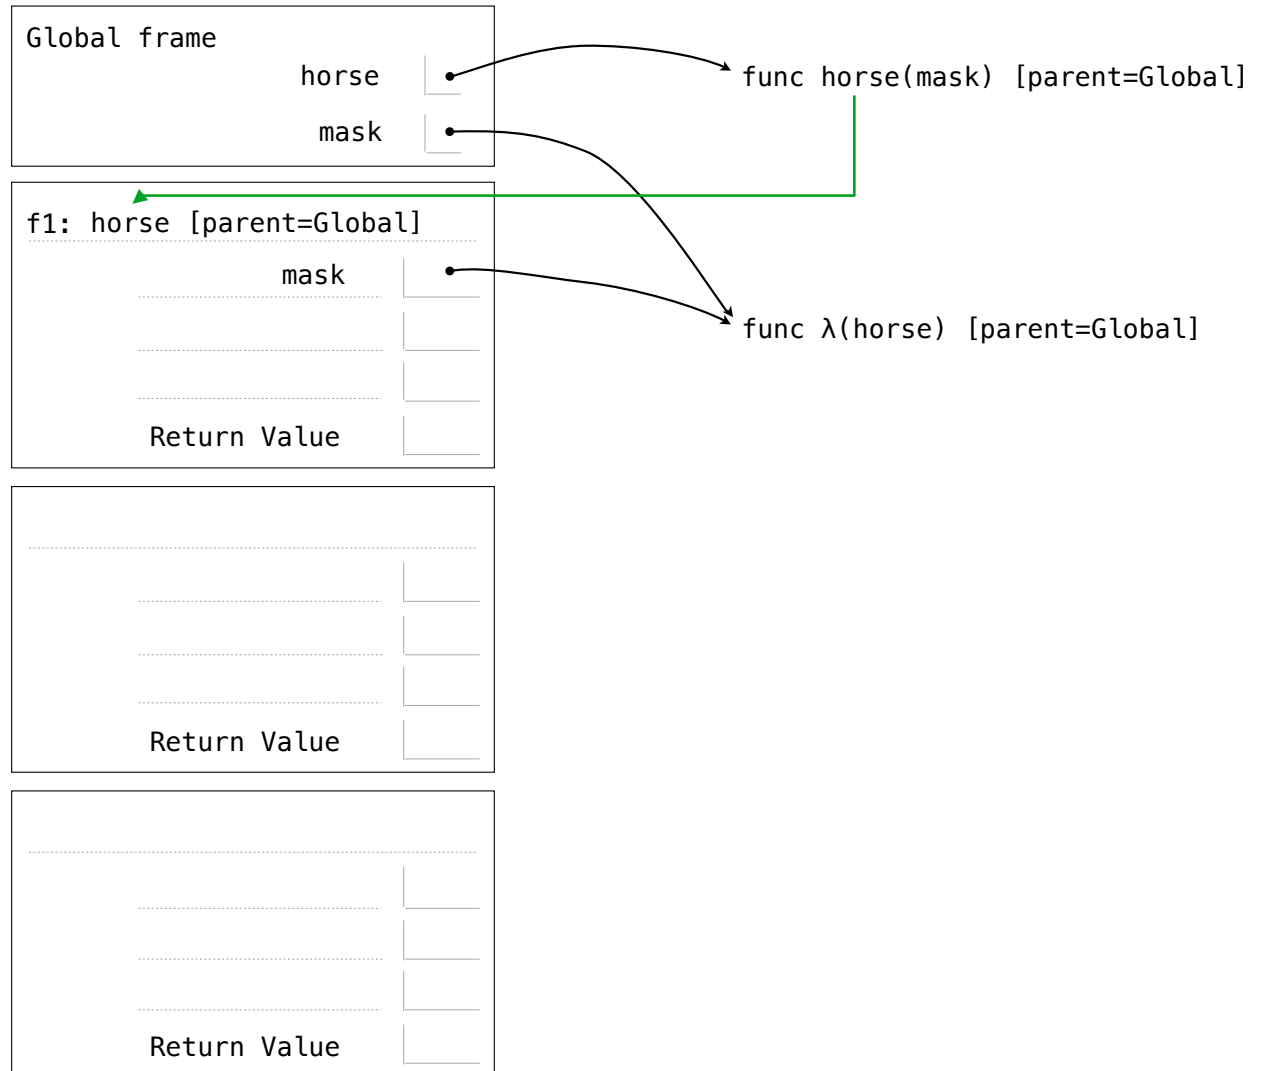 Global frame
horse
func horse(mask) [parent=Global]
mask
f1: horse [parent=Global]
mask
func λ(horse) [parent=Global]
Return Value
Return Value
Return Value